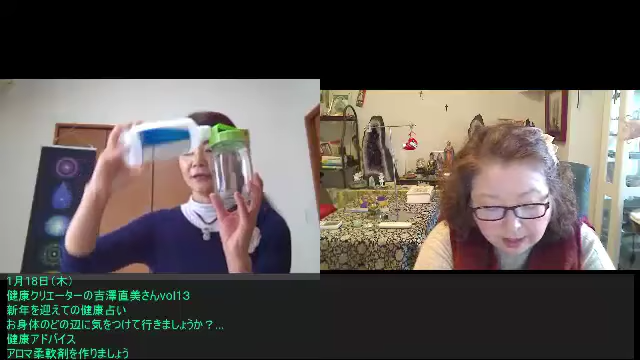 1月18日（木）
健康クリエーターの吉澤直美さんvol13
新年を迎えての健康占い
お身体のどの辺に気をつけて行きましょうか？...
健康アドバイス
アロマ柔軟剤を作りましょう